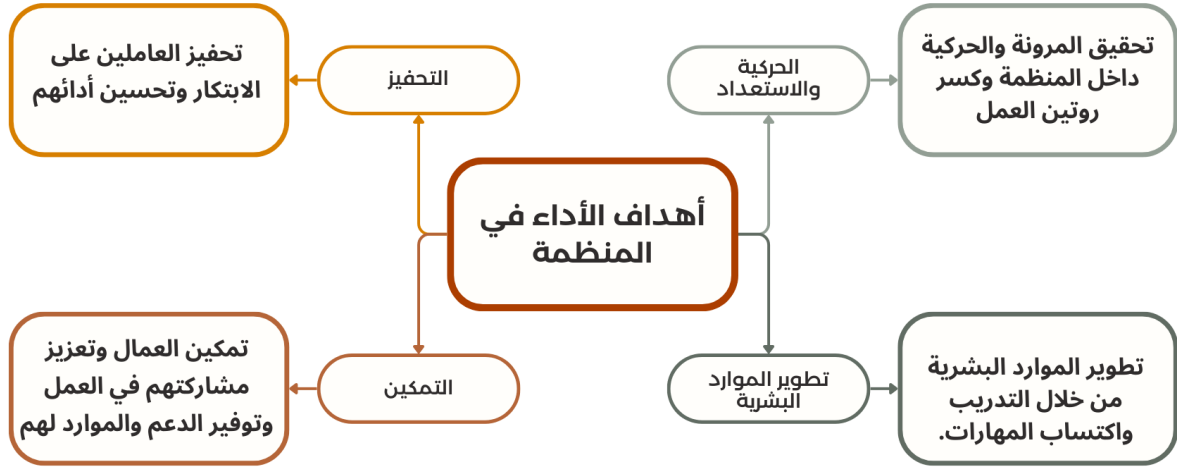 أهداف الأداء في
المنظمة
الحركية
والاستعداد
تحقيق المرونة والحركية
داخل المنظمة وكسر
روتين العمل
التحفيز
تحفيز العاملين على
الابتكار وتحسين أدائهم
تطوير الموارد
البشرية
تطوير الموارد البشرية
من خلال التدريب
واكتساب المهارات.
التمكين
تمكين العمال وتعزيز
مشاركتهم في العمل
وتوفير الدعم والموارد لهم